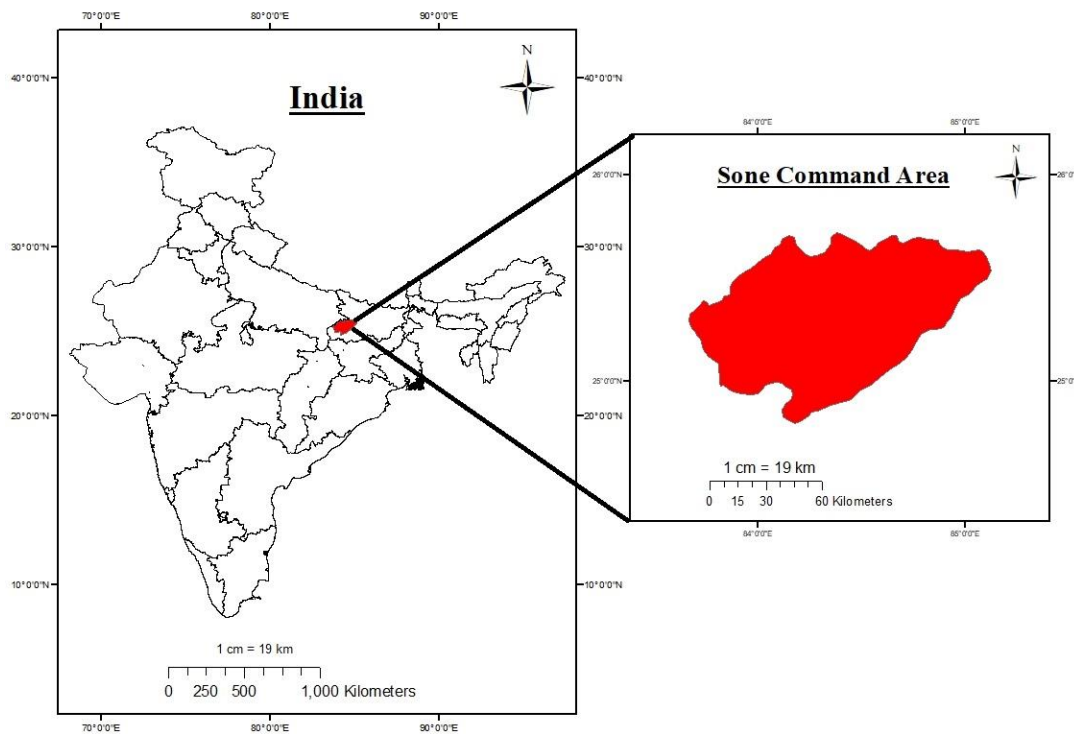 70°0'0"E 80°0'0"E 90°0'0"E
N
India
40°0'0"N 40°0'0"N
30°0'0"N 30°0'0"N
20°0'0"N 20°0'0"N
10°0'0"N 10°0'0"N
1 cm = 19 km
0 250 500 1,000 Kilometers
70°0'0"E 80°0'0"E 90°0'0"E
84°0'0"E 85°0'0"E
N
Sone Command Area
26°0'0"N 26°0'
25°0'0"N 25°0'
1 cm = 19 km
0 15 30 60 Kilometers
84°0'0"E 85°0'0"E